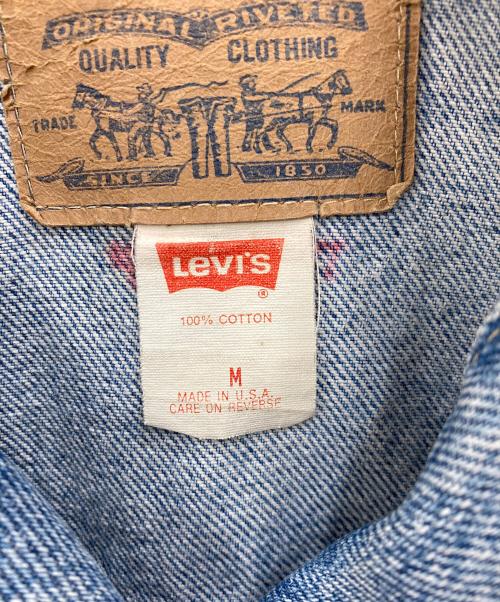 ORIGINAL RIVETED
QUALITY CLOTHING
TRADE MARK
SINCE 1850
LEVI'S
®
100% COTTON
M
MADE IN U.S.A.
CARE ON REVERSE